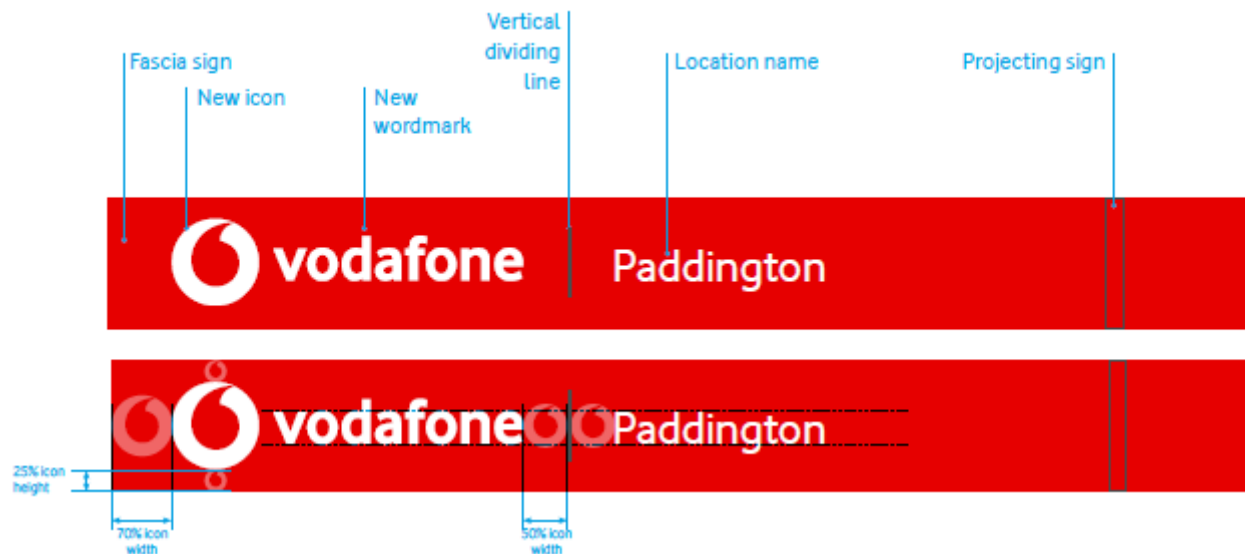 Vertical
dividing
line
Fascia sign
New icon
New
wordmark
Location name
Projecting sign
vodafone
Paddington
vodafone
Paddington
25% icon
height
70% icon
width
50% icon
width